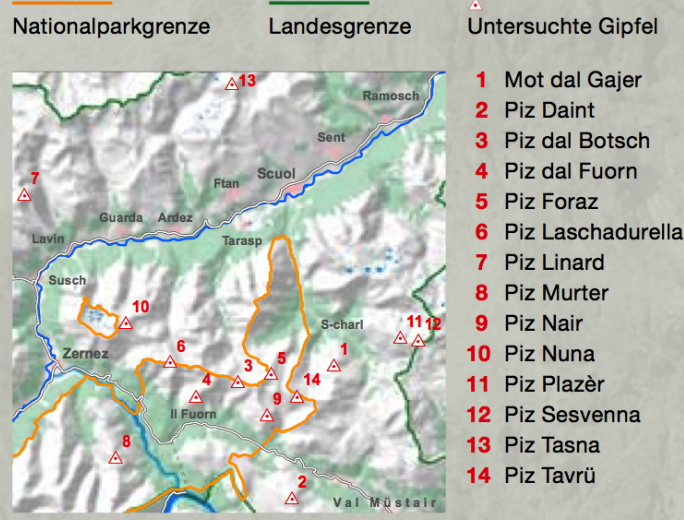 Nationalparkgrenze Landesgrenze Untersuchte Gipfel
13
Ramosch
Sent
Scuol
Ftan
7
Guarda Ardez
Lavin
Tarasp
Susch
10
S-charl
11 12
Zernez
6
3
5
1
4
14
Il Fuorn
9
8
2
Val Müstair
1 Mot dal Gajer
2 Piz Daint
3 Piz dal Botsch
4 Piz dal Fuorn
5 Piz Foraz
6 Piz Laschadurella
7 Piz Linard
8 Piz Murter
9 Piz Nair
10 Piz Nuna
11 Piz Plazèr
12 Piz Sesvenna
13 Piz Tasna
14 Piz Tavrü